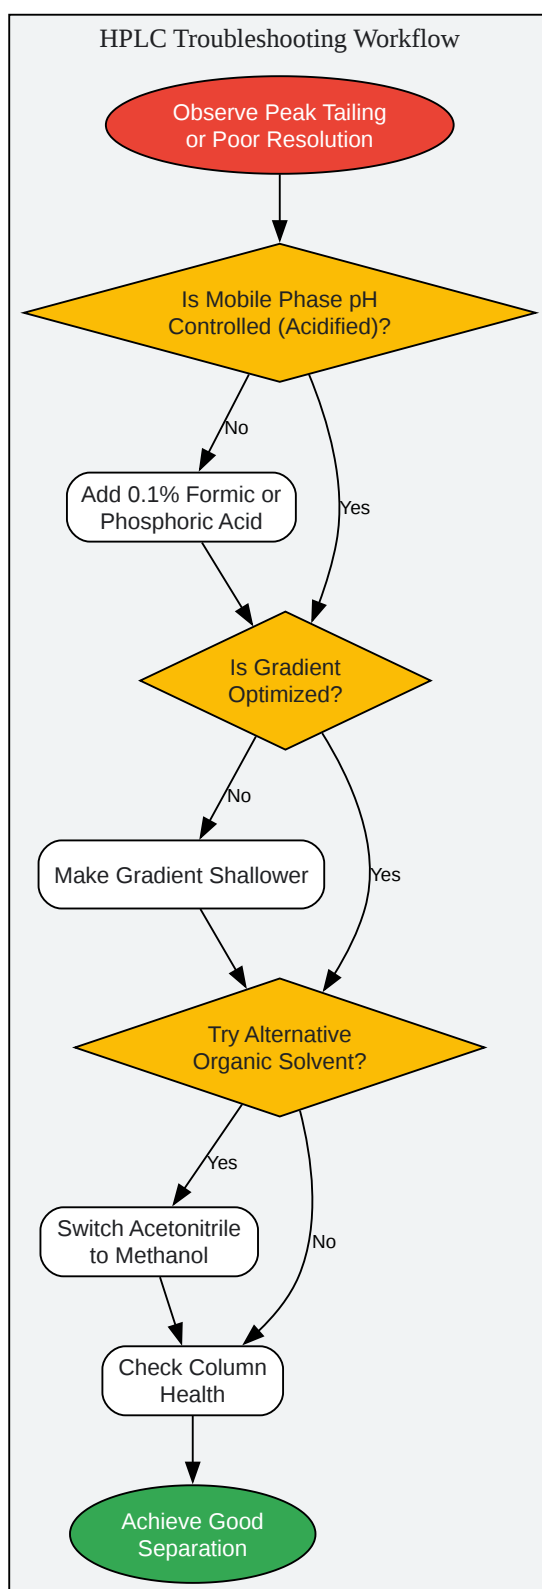 HPLC Troubleshooting Workflow
Observe Peak Tailing
or Poor Resolution
Is Mobile Phase pH
Controlled (Acidified)?
No
Add 0.1% Formic or
Phosphoric Acid
Yes
Is Gradient
Optimized?
No
Make Gradient Shallower
Yes
Try Alternative
Organic Solvent?
Yes
Switch Acetonitrile
to Methanol
No
Check Column
Health
Achieve Good
Separation